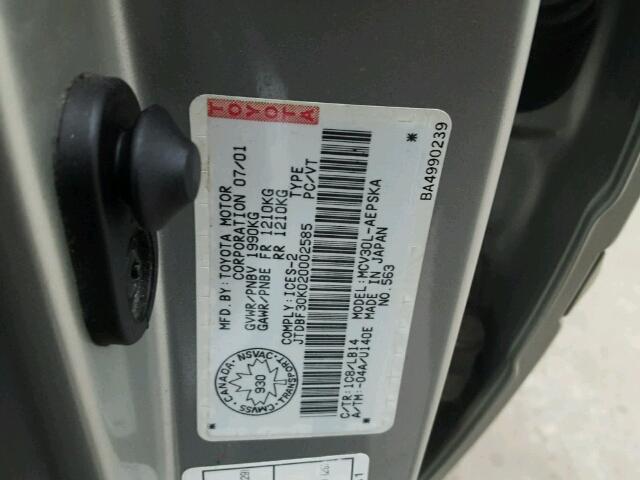 TOYOTA
MFD.BY: TOYOTA MOTOR
CORPORATION 07/01
GVWR/PNBV 1990KG
GAWR/PNBE FR 1210KG
RR 1210KG
COMPLY: ICES-2 TYPE
JTDBF30K020002585 PC/VT
* *
CANADA NSVAC
930
CMVSS TRANSPORT
C/TR:1C8/LB14 MODEL:MCV30L-AEPSKA
A/TM:-04A/U140E MADE IN JAPAN
NO.563
BA4990239